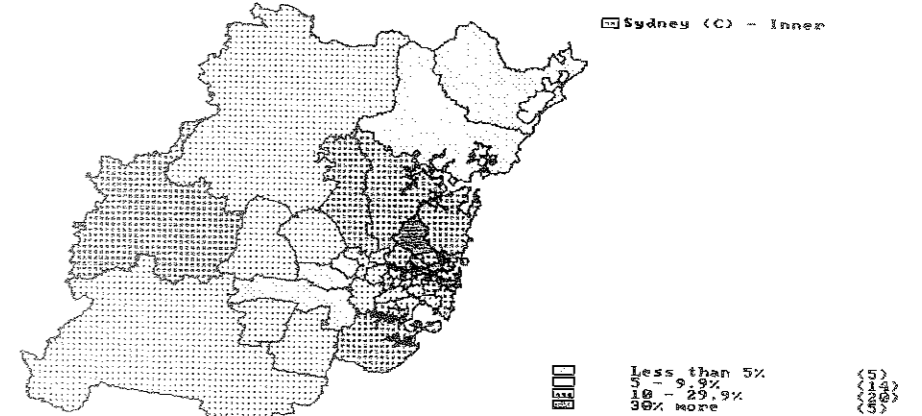 Sydney (C) - Inner
Less than 5% (5)
5 - 9.9% (14)
10 - 29.9% (20)
30% more (5)